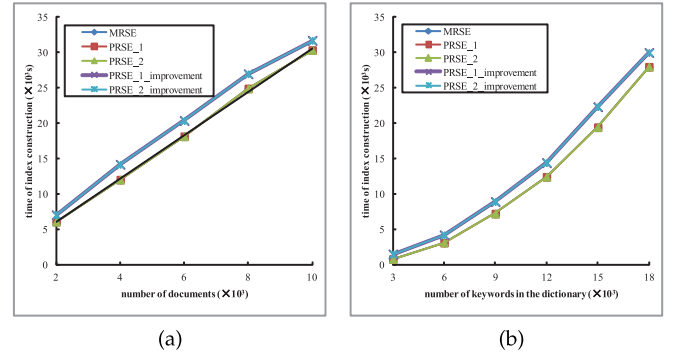 35
30
25
20
15
10
5
0
time of index construction (✕10³s)
MRSE
PRSE_1
PRSE_2
PRSE_1_improvement
PRSE_2_improvement
2 4 6 8 10
number of documents (✕10³)
(a)
35
30
25
20
15
10
5
0
time of index construction (✕10³s)
MRSE
PRSE_1
PRSE_2
PRSE_1_improvement
PRSE_2_improvement
3 6 9 12 15 18
number of keywords in the dictionary (✕10³)
(b)